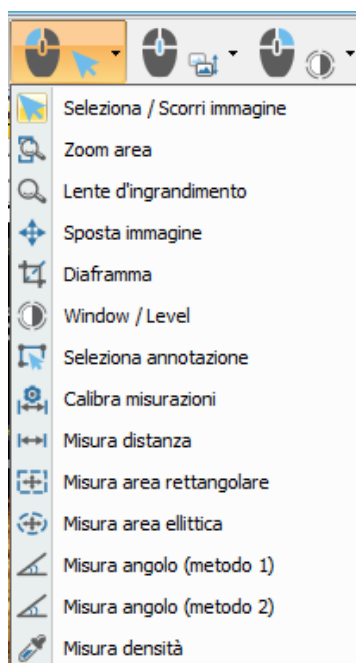 Seleziona / Scorri immagine
Zoom area
Lente d'ingrandimento
Sposta immagine
Diaframma
Window / Level
Seleziona annotazione
Calibra misurazioni
Misura distanza
Misura area rettangolare
Misura area ellittica
Misura angolo (metodo 1)
Misura angolo (metodo 2)
Misura densità